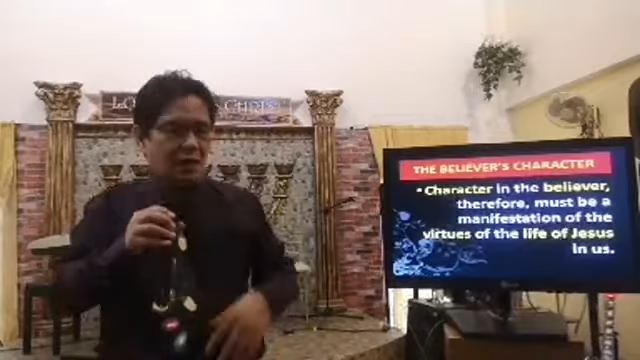 THE BELIEVER'S CHARACTER
• Character in the believer,
therefore, must be a
manifestation of the
virtues of the life of Jesus
in us.